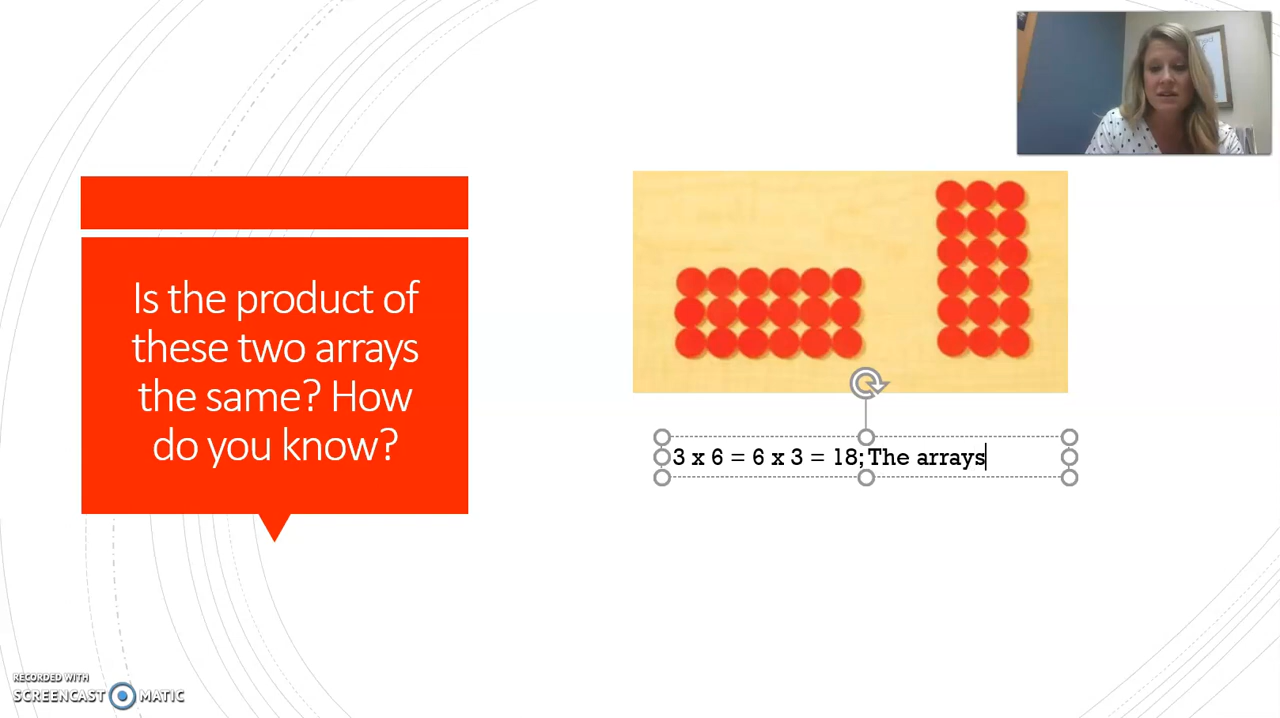 Is the product of
these two arrays
the same? How
do you know?
3 x 6 = 6 x 3 = 18; The arrays
RECORDED WITH
SCREENCAST MATIC